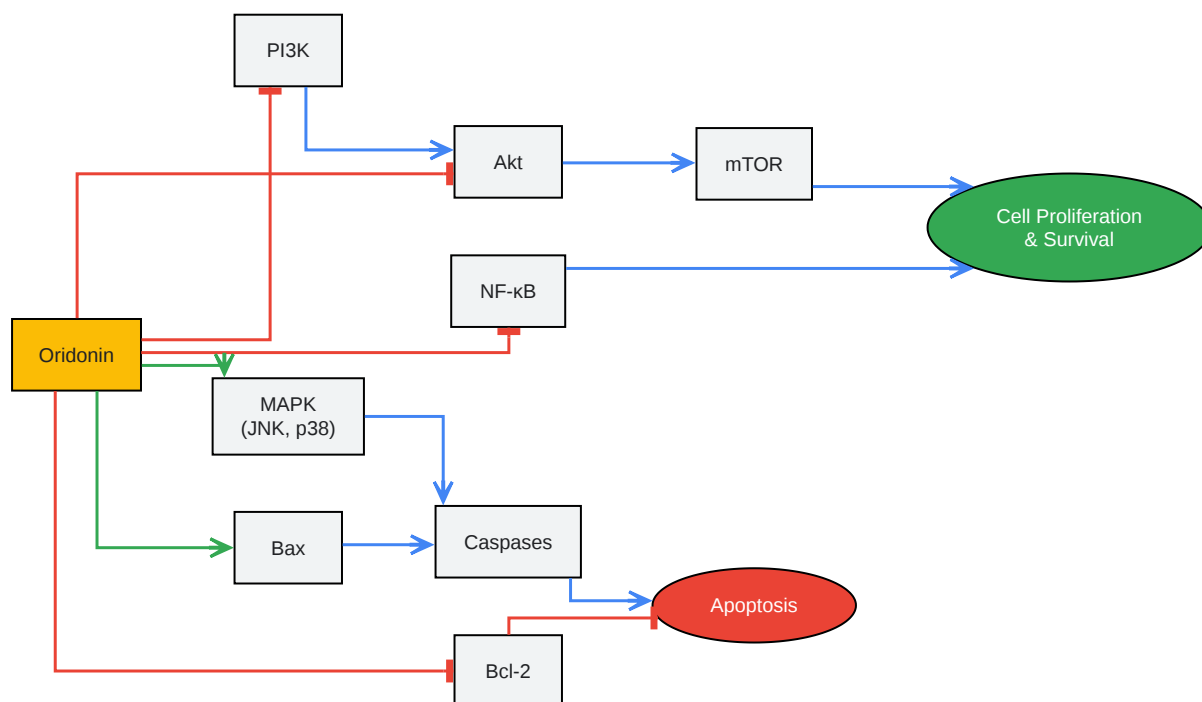 PI3K
Akt
mTOR
Cell Proliferation
& Survival
NF-κB
Oridonin
MAPK
(JNK, p38)
Bax
Caspases
Apoptosis
Bcl-2